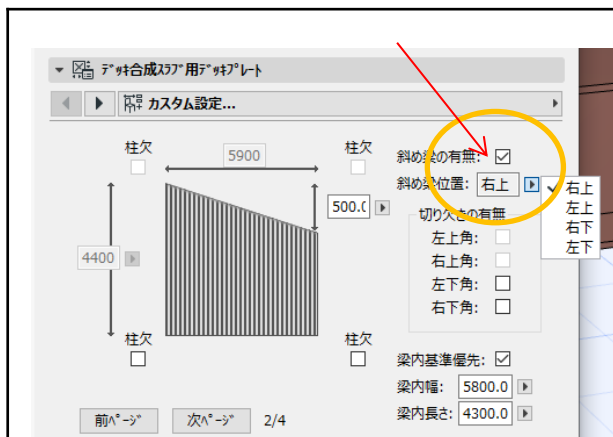 デッキ合成スラブ用デッキプレート
カスタム設定...
柱欠
5900
柱欠
500.0
4400
柱欠
柱欠
前ページ
次ページ
2/4
斜め梁の有無:
斜め梁位置: 右上
右上
左上
右下
左下
切り欠きの有無
左上角:
右上角:
左下角:
右下角:
梁内基準優先:
梁内幅: 5800.0
梁内長さ: 4300.0